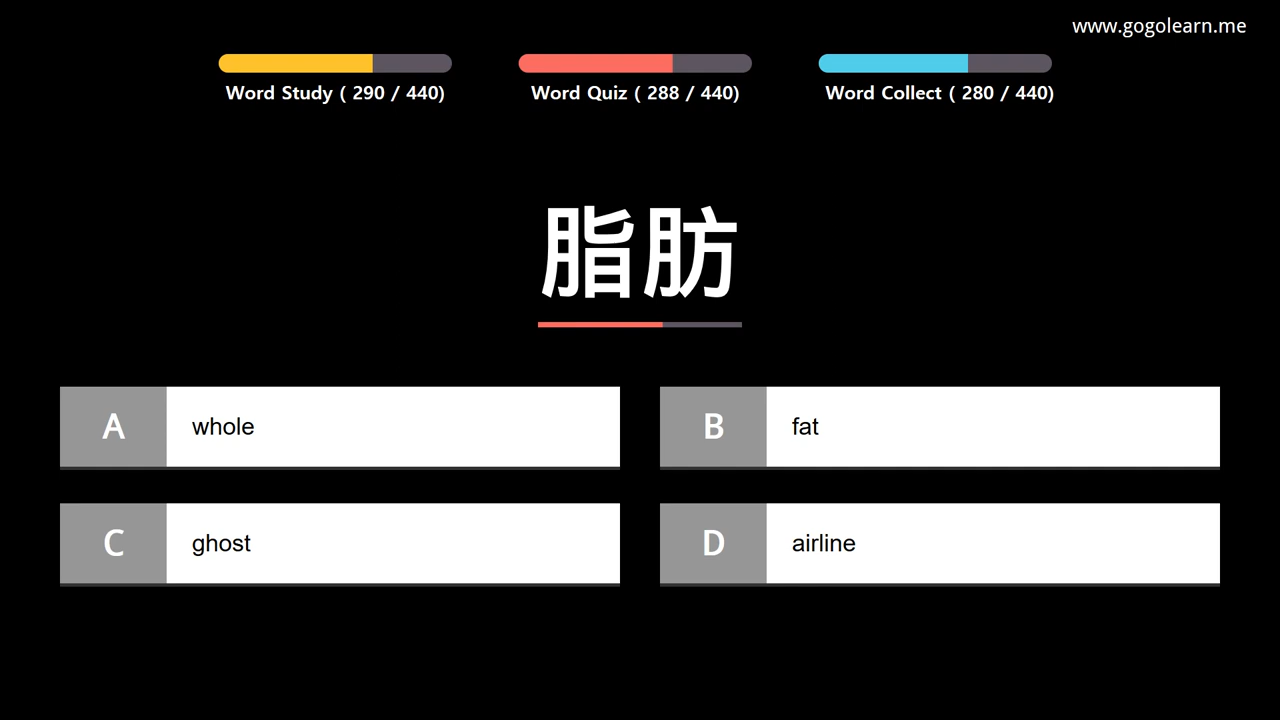 www.gogolearn.me
Word Study ( 290 / 440)
Word Quiz ( 288 / 440)
Word Collect ( 280 / 440)
脂肪
A whole
B fat
C ghost
D airline